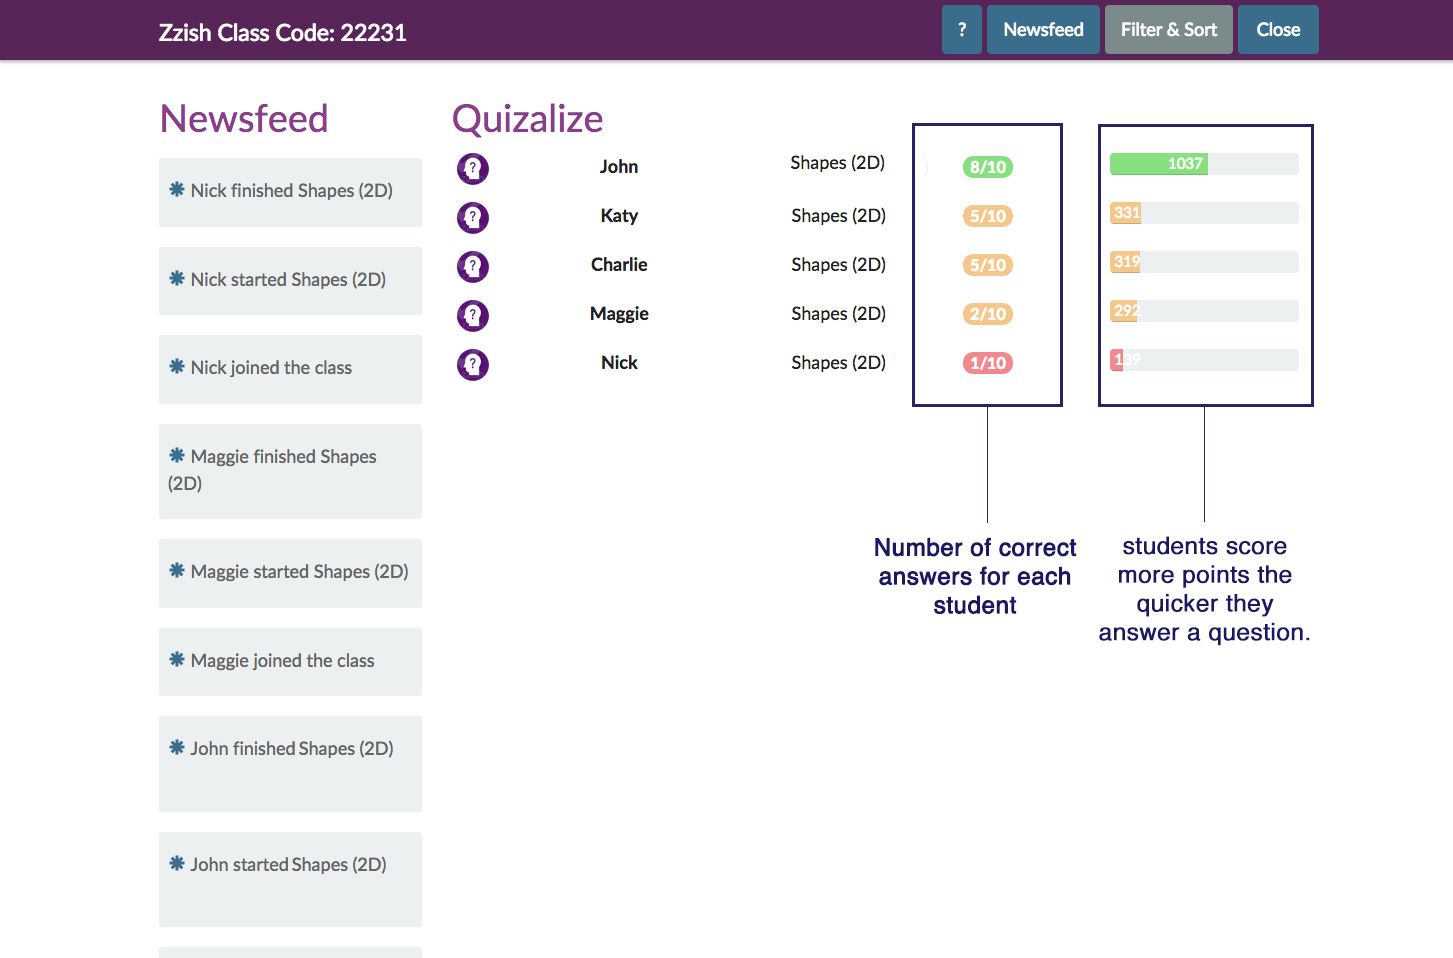 Zzish Class Code: 22231
? Newsfeed Filter & Sort Close
Newsfeed
Nick finished Shapes (2D)
Nick started Shapes (2D)
Nick joined the class
Maggie finished Shapes
(2D)
Maggie started Shapes (2D)
Maggie joined the class
John finished Shapes (2D)
John started Shapes (2D)
Quizalize
? John Shapes (2D) 8/10 1037
? Katy Shapes (2D) 5/10 331
? Charlie Shapes (2D) 5/10 319
? Maggie Shapes (2D) 2/10 292
? Nick Shapes (2D) 1/10 139
Number of correct
answers for each
student
students score
more points the
quicker they
answer a question.